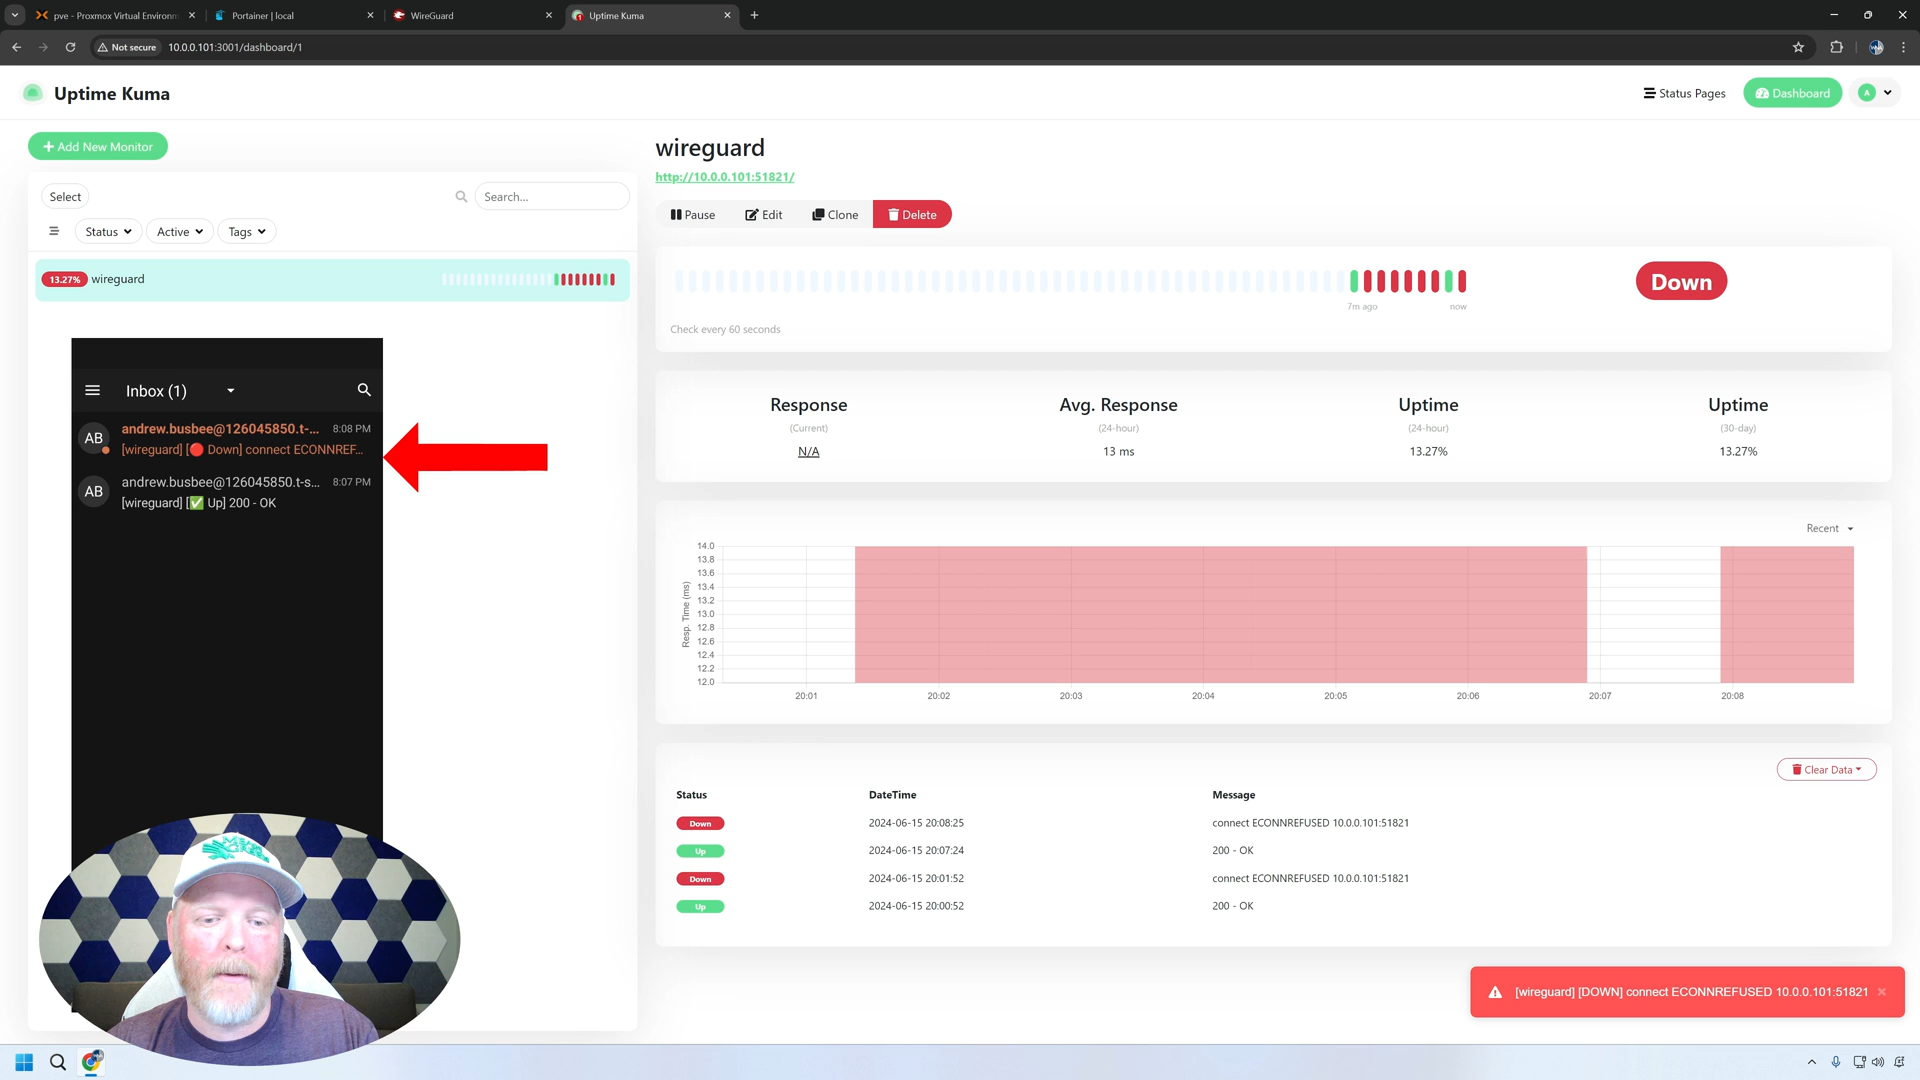 pve - Proxmox Virtual Environm
Portainer | local
WireGuard
Uptime Kuma
Not secure
10.0.0.101:3001/dashboard/1
Uptime Kuma
Status Pages
Dashboard
A
Add New Monitor
Select
Search...
Status
Active
Tags
13.27%
wireguard
Inbox (1)
AB
andrew.busbee@126045850.t-...
8:08 PM
[wireguard] [🔴 Down] connect ECONNREF...
AB
andrew.busbee@126045850.t-s...
8:07 PM
[wireguard] [✅ Up] 200 - OK
wireguard
http://10.0.0.101:51821/
Pause
Edit
Clone
Delete
7m ago
now
Down
Check every 60 seconds
Response
(Current)
N/A
Avg. Response
(24-hour)
13 ms
Uptime
(24-hour)
13.27%
Uptime
(30-day)
13.27%
Recent
Resp. Time (ms)
14.0
13.8
13.6
13.4
13.2
13.0
12.8
12.6
12.4
12.2
12.0
20:01
20:02
20:03
20:04
20:05
20:06
20:07
20:08
Clear Data
Status
DateTime
Message
Down
2024-06-15 20:08:25
connect ECONNREFUSED 10.0.0.101:51821
Up
2024-06-15 20:07:24
200 - OK
Down
2024-06-15 20:01:52
connect ECONNREFUSED 10.0.0.101:51821
Up
2024-06-15 20:00:52
200 - OK
[wireguard] [DOWN] connect ECONNREFUSED 10.0.0.101:51821